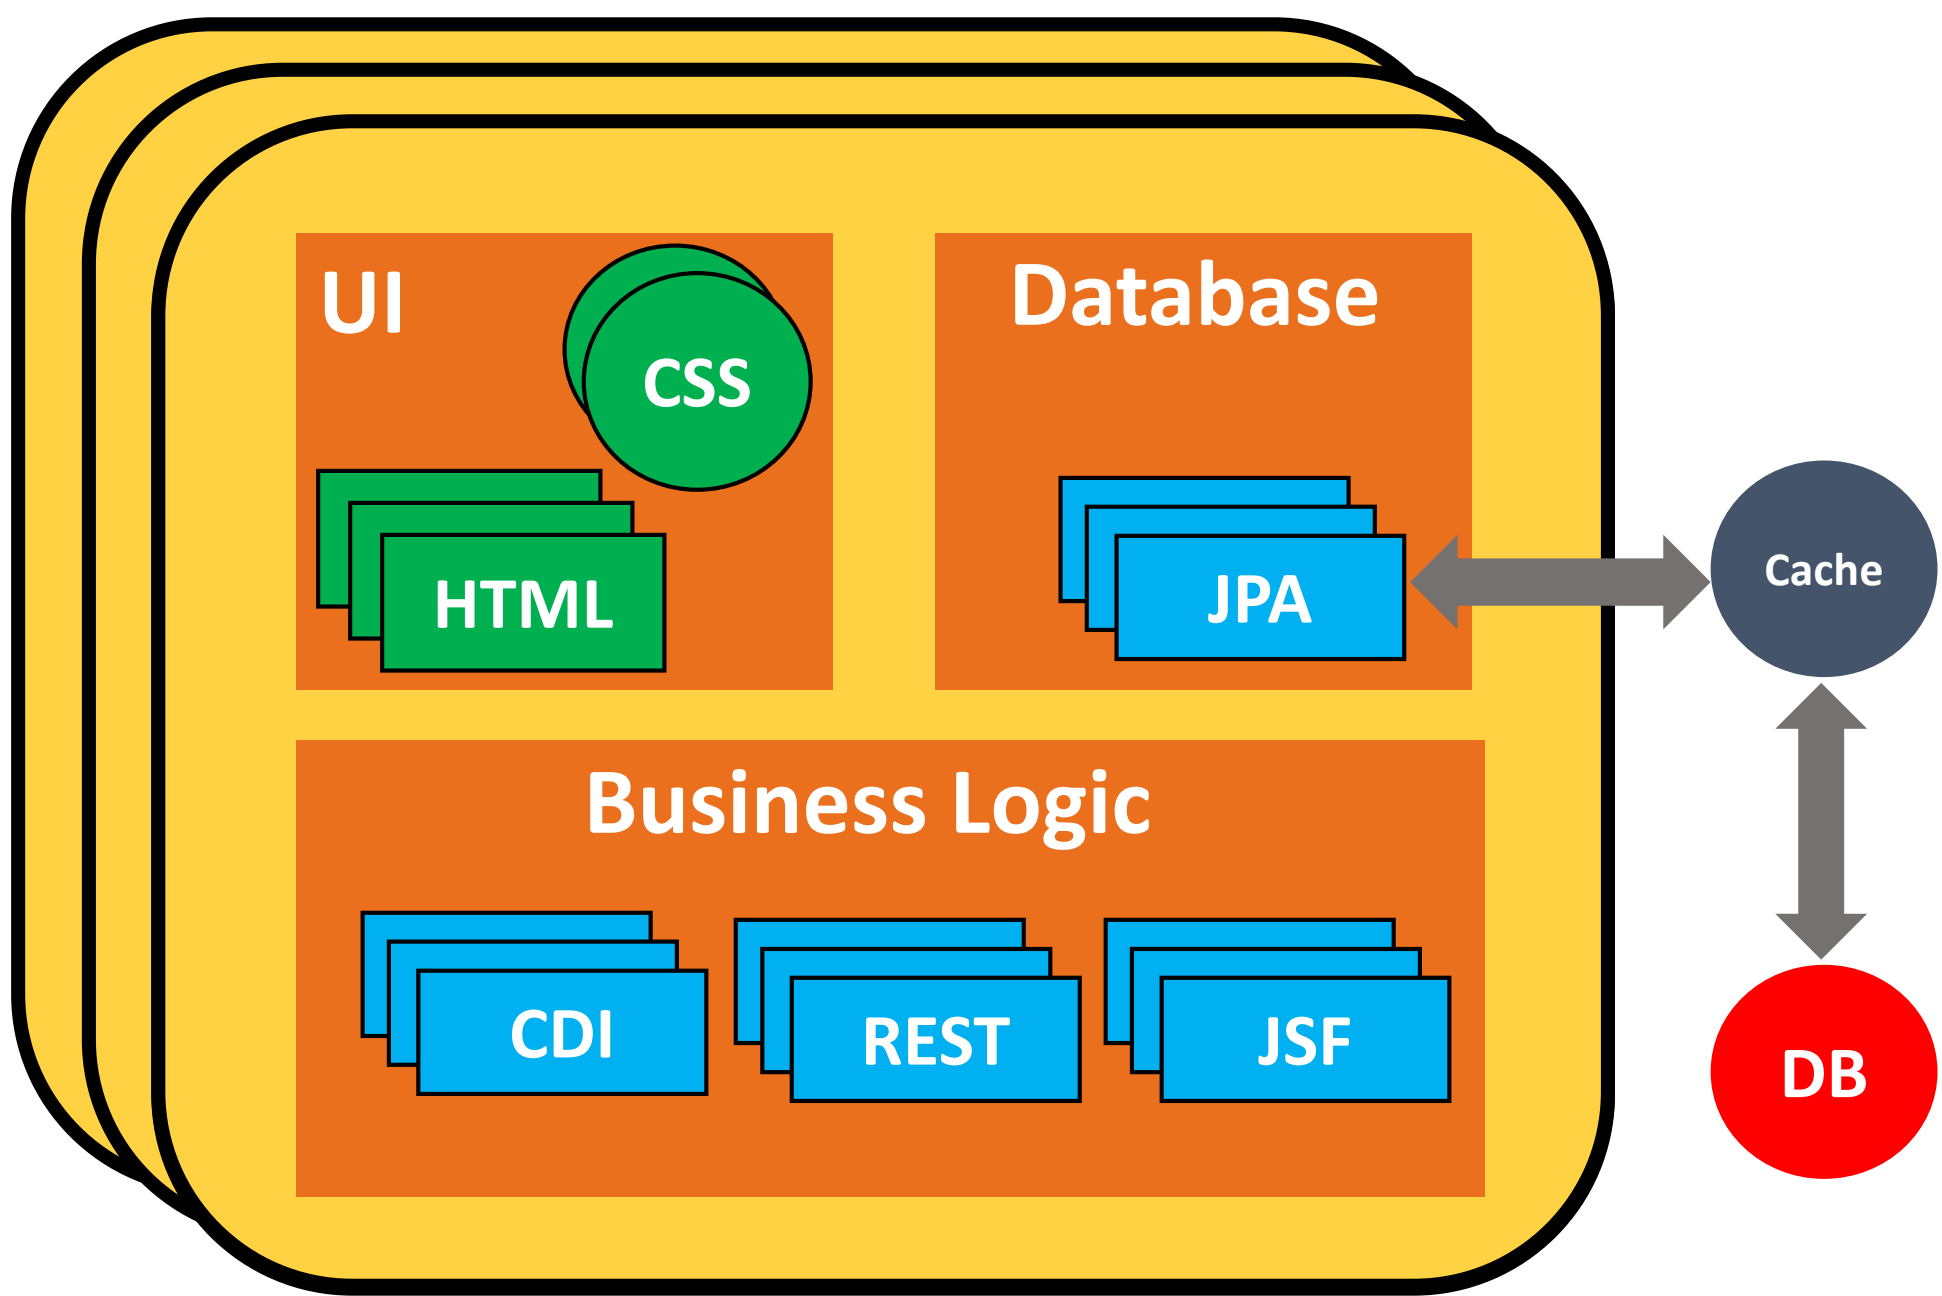 UI
CSS
HTML
Database
JPA
Cache
Business Logic
CDI
REST
JSF
DB